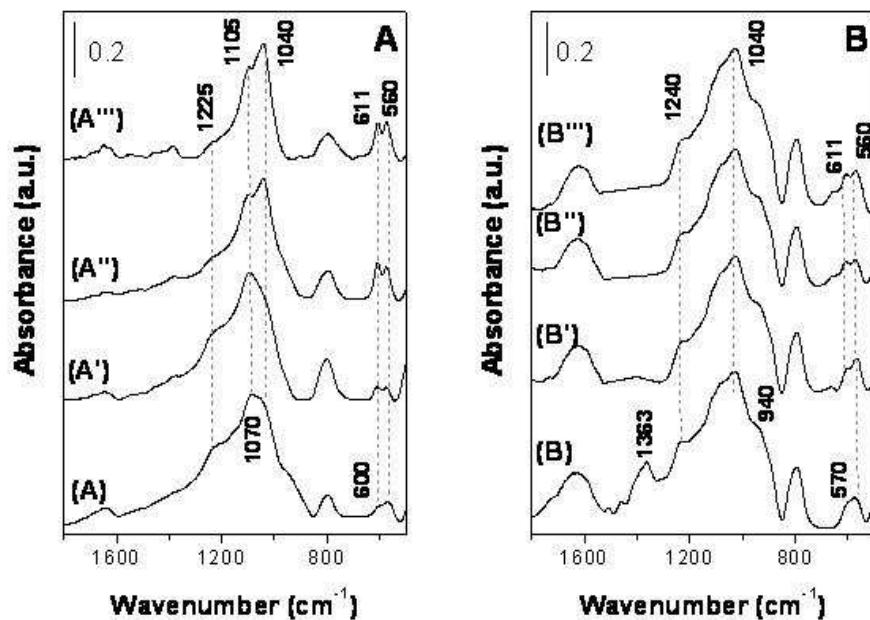 0.2
A
1105
1040
1225
611
560
(A''')
(A'')
(A')
(A)
1070
600
Absorbance (a.u.)
1600
1200
800
Wavenumber (cm-1)
0.2
B
1040
1240
611
560
(B''')
(B'')
(B')
(B)
1363
940
570
Absorbance (a.u.)
1600
1200
800
Wavenumber (cm-1)